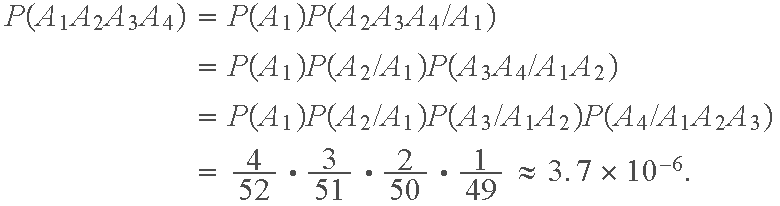 P(A₁A₂A₃A₄) = P(A₁)P(A₂A₃A₄/A₁)
= P(A₁)P(A₂/A₁)P(A₃A₄/A₁A₂)
= P(A₁)P(A₂/A₁)P(A₃/A₁A₂)P(A₄/A₁A₂A₃)
= 4/52 · 3/51 · 2/50 · 1/49 ≈ 3.7 × 10⁻⁶.